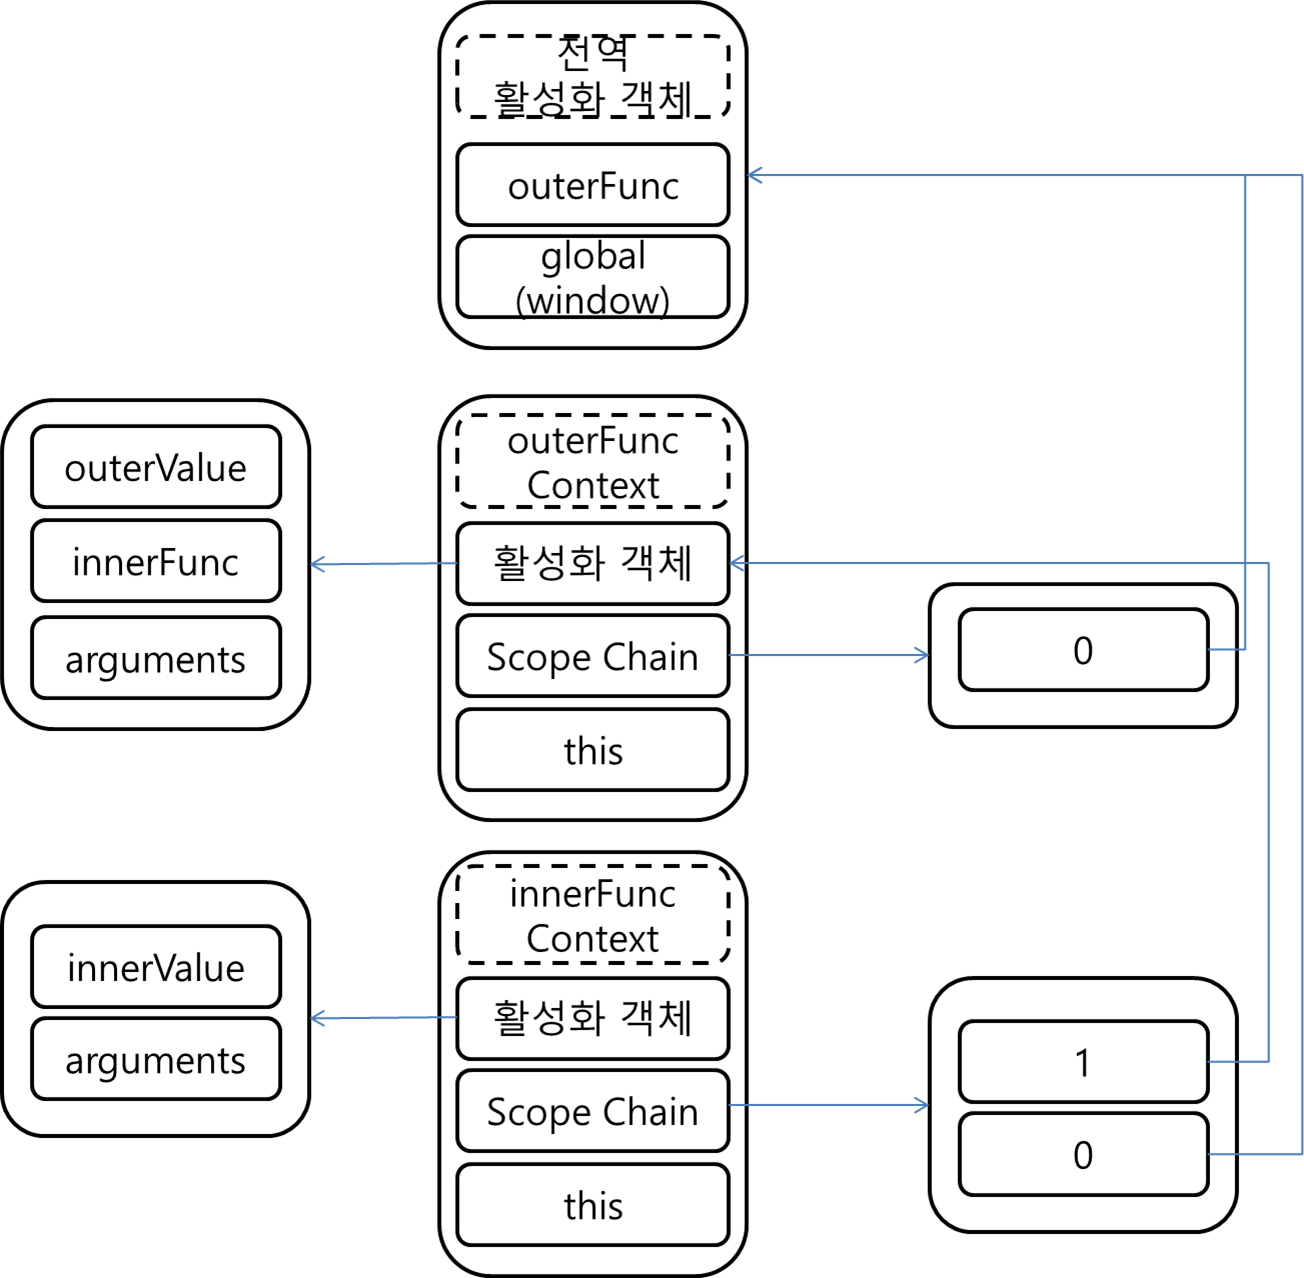 전역
활성화 객체
outerFunc
global
(window)
outerValue
innerFunc
arguments
outerFunc
Context
활성화 객체
Scope Chain
this
0
innerValue
arguments
innerFunc
Context
활성화 객체
Scope Chain
this
1
0